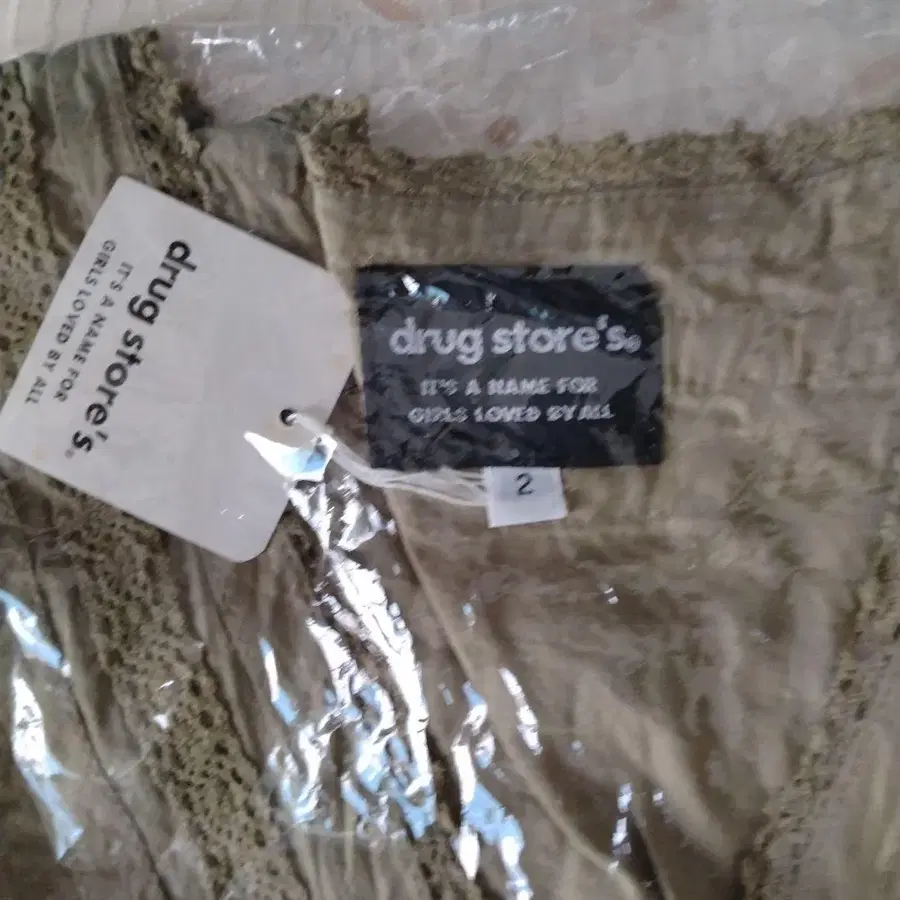 drug store's®
IT'S A NAME FOR
GIRLS LOVED BY ALL
drug store's®
IT'S A NAME FOR
GIRLS LOVED BY ALL
2